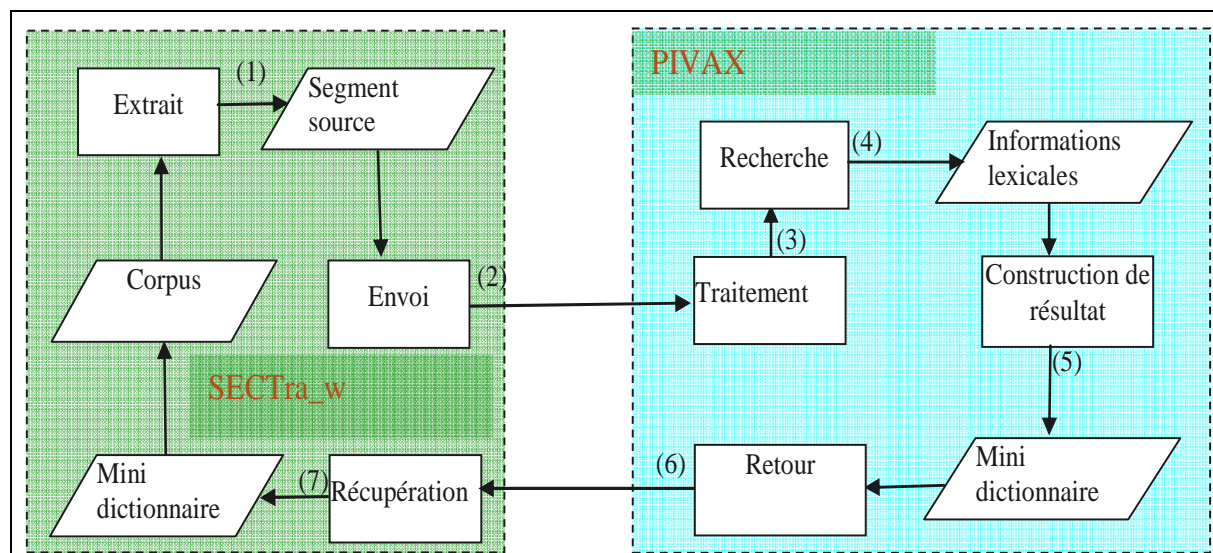 Extrait
(1)
Segment
source
PIVAX
Recherche
(4)
Informations
lexicales
(3)
Corpus
Envoi
(2)
Traitement
Construction de
résultat
(5)
SECTra_w
Mini
dictionnaire
(7)
Récupération
(6)
Retour
Mini
dictionnaire